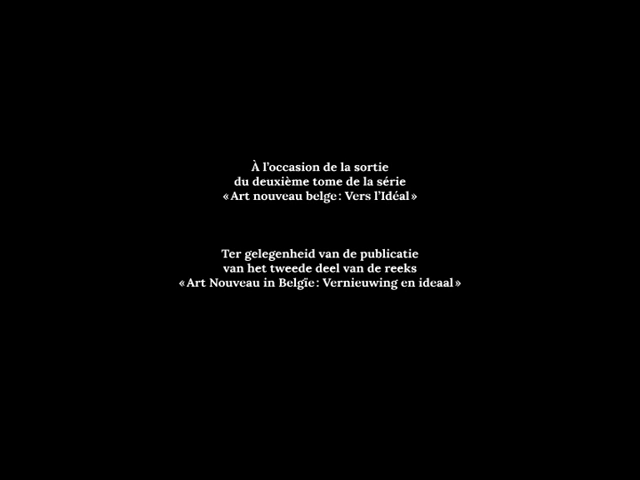 À l’occasion de la sortie
du deuxième tome de la série
« Art nouveau belge : Vers l’Idéal »
Ter gelegenheid van de publicatie
van het tweede deel van de reeks
« Art Nouveau in Belgïe : Vernieuwing en ideaal »